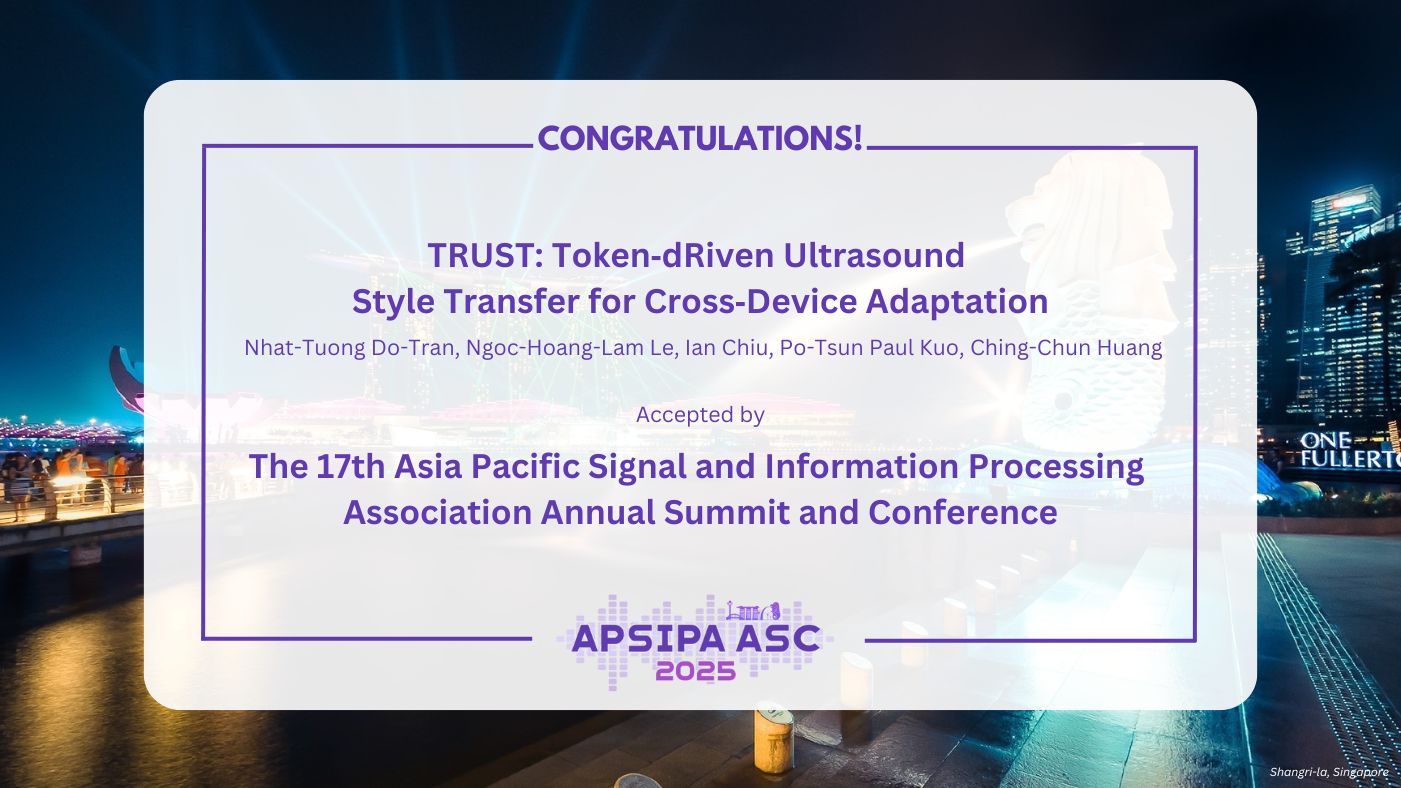 CONGRATULATIONS!
TRUST: Token-dRiven Ultrasound
Style Transfer for Cross-Device Adaptation
Nhat-Tuong Do-Tran, Ngoc-Hoang-Lam Le, Ian Chiu, Po-Tsun Paul Kuo, Ching-Chun Huang
Accepted by
The 17th Asia Pacific Signal and Information Processing
Association Annual Summit and Conference
ONE
FULLERTO
APSIPA ASC
2025
Shangri-la, Singapore